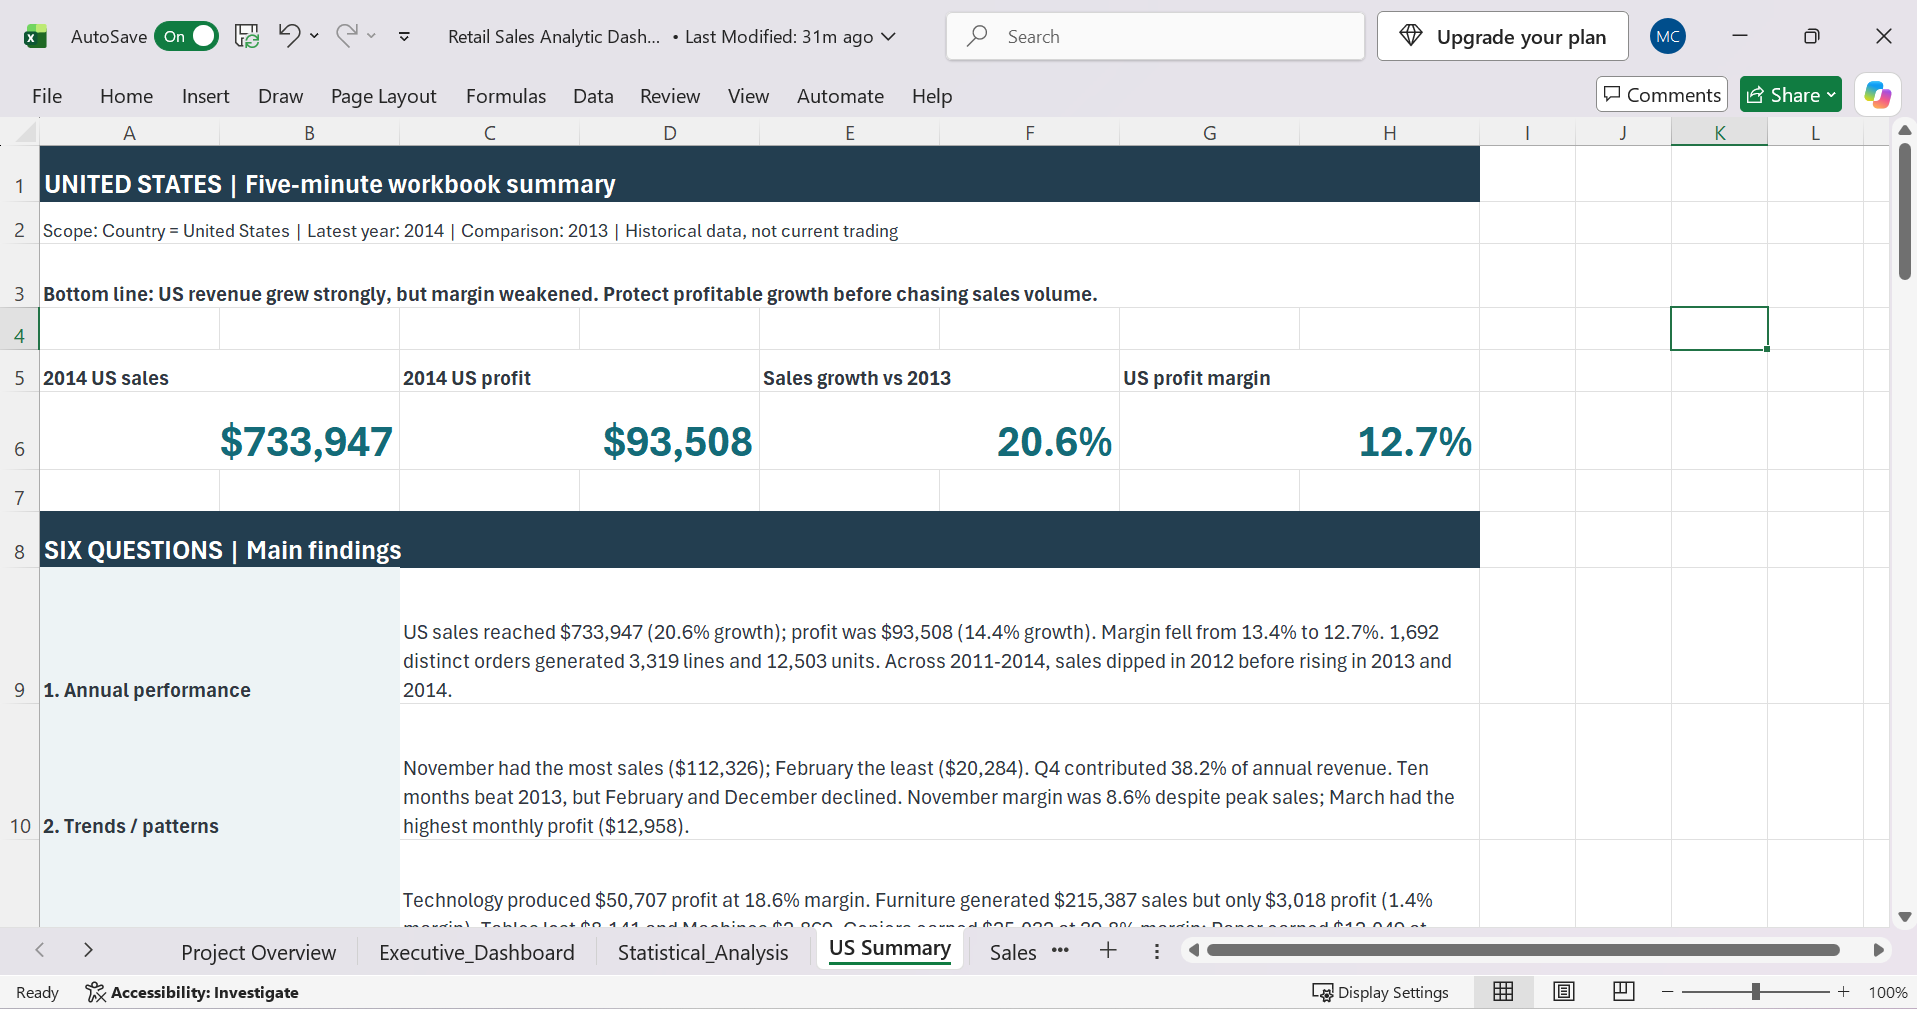 AutoSave On Retail Sales Analytic Dash... • Last Modified: 31m ago Search Upgrade your plan MC
File Home Insert Draw Page Layout Formulas Data Review View Automate Help Comments Share
A B C D E F G H I J K L
1 UNITED STATES | Five-minute workbook summary
2 Scope: Country = United States | Latest year: 2014 | Comparison: 2013 | Historical data, not current trading
3 Bottom line: US revenue grew strongly, but margin weakened. Protect profitable growth before chasing sales volume.
4
5 2014 US sales 2014 US profit Sales growth vs 2013 US profit margin
6 $733,947 $93,508 20.6% 12.7%
7
8 SIX QUESTIONS | Main findings
US sales reached $733,947 (20.6% growth); profit was $93,508 (14.4% growth). Margin fell from 13.4% to 12.7%. 1,692
distinct orders generated 3,319 lines and 12,503 units. Across 2011-2014, sales dipped in 2012 before rising in 2013 and
9 1. Annual performance 2014.
November had the most sales ($112,326); February the least ($20,284). Q4 contributed 38.2% of annual revenue. Ten
months beat 2013, but February and December declined. November margin was 8.6% despite peak sales; March had the
10 2. Trends / patterns highest monthly profit ($12,958).
Technology produced $50,707 profit at 18.6% margin. Furniture generated $215,387 sales but only $3,018 profit (1.4%
Project Overview Executive_Dashboard Statistical_Analysis US Summary Sales
Ready Accessibility: Investigate Display Settings 100%